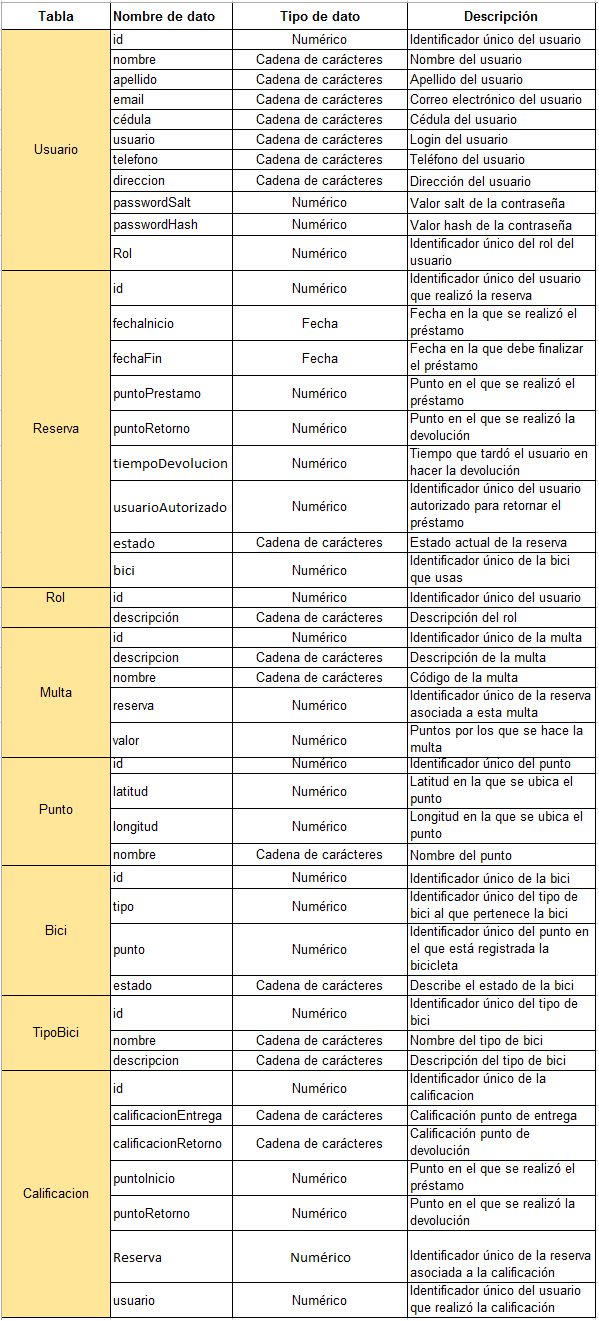 Tabla Nombre de dato Tipo de dato Descripción
Usuario
id Numérico Identificador único del usuario
nombre Cadena de carácteres Nombre del usuario
apellido Cadena de carácteres Apellido del usuario
email Cadena de carácteres Correo electrónico del usuario
cédula Cadena de carácteres Cédula del usuario
usuario Cadena de carácteres Login del usuario
telefono Cadena de carácteres Teléfono del usuario
direccion Cadena de carácteres Dirección del usuario
passwordSalt Numérico Valor salt de la contraseña
passwordHash Numérico Valor hash de la contraseña
Rol Numérico Identificador único del rol del
usuario
Reserva
id Numérico Identificador único del usuario
que realizó la reserva
fechaInicio Fecha Fecha en la que se realizó el
préstamo
fechaFin Fecha Fecha en la que debe finalizar
el préstamo
puntoPrestamo Numérico Punto en el que se realizó el
préstamo
puntoRetorno Numérico Punto en el que se realizó la
devolución
tiempoDevolucion Numérico Tiempo que tardó el usuario en
hacer la devolución
usuarioAutorizado Numérico Identificador único del usuario
autorizado para retornar el
préstamo
estado Cadena de carácteres Estado actual de la reserva
bici Numérico Identificador único de la bici
que usas
Rol
id Numérico Identificador único del usuario
descripción Cadena de carácteres Descripción del rol
Multa
id Numérico Identificador único de la multa
descripcion Cadena de carácteres Descripción de la multa
nombre Cadena de carácteres Código de la multa
reserva Numérico Identificador único de la reserva
asociada a esta multa
valor Numérico Puntos por los que se hace la
multa
Punto
id Numérico Identificador único del punto
latitud Numérico Latitud en la que se ubica el
punto
longitud Numérico Longitud en la que se ubica el
punto
nombre Cadena de carácteres Nombre del punto
Bici
id Numérico Identificador único de la bici
tipo Numérico Identificador único del tipo de
bici al que pertenece la bici
punto Numérico Identificador único del punto en
el que está registrada la
bicicleta
estado Cadena de carácteres Describe el estado de la bici
TipoBici
id Numérico Identificador único del tipo de
bici
nombre Cadena de carácteres Nombre del tipo de bici
descripcion Cadena de carácteres Descripción del tipo de bici
Calificacion
id Numérico Identificador único de la
calificacion
calificacionEntrega Cadena de carácteres Calificación punto de entrega
calificacionRetorno Cadena de carácteres Calificación punto de
devolución
puntoInicio Numérico Punto en el que se realizó el
préstamo
puntoRetorno Numérico Punto en el que se realizó la
devolución
Reserva Numérico Identificador único de la reserva
asociada a la calificación
usuario Numérico Identificador único del usuario
que realizó la calificación